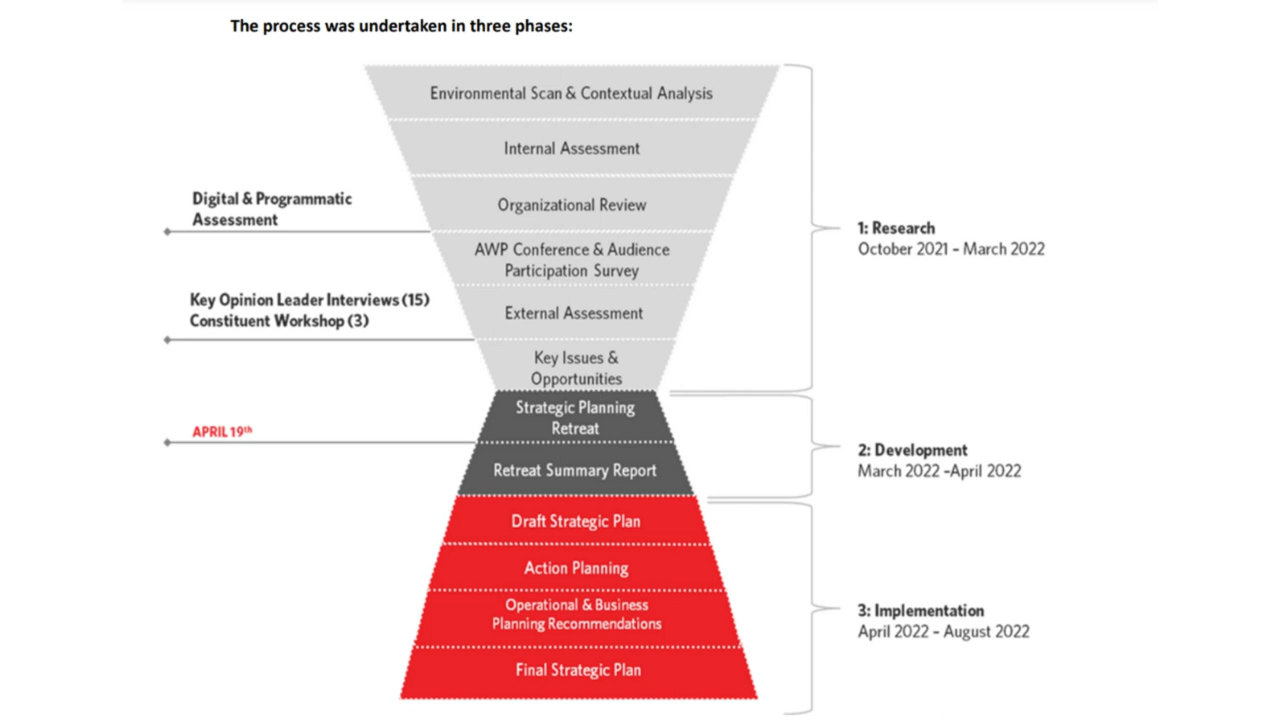 The process was undertaken in three phases:
Environmental Scan & Contextual Analysis
Internal Assessment
Digital & Programmatic
Assessment
Organizational Review
AWP Conference & Audience
Participation Survey
1: Research
October 2021 – March 2022
Key Opinion Leader Interviews (15)
Constituent Workshop (3)
External Assessment
Key Issues &
Opportunities
Strategic Planning
Retreat
APRIL 19th
Retreat Summary Report
2: Development
March 2022 –April 2022
Draft Strategic Plan
Action Planning
Operational & Business
Planning Recommendations
3: Implementation
April 2022 – August 2022
Final Strategic Plan